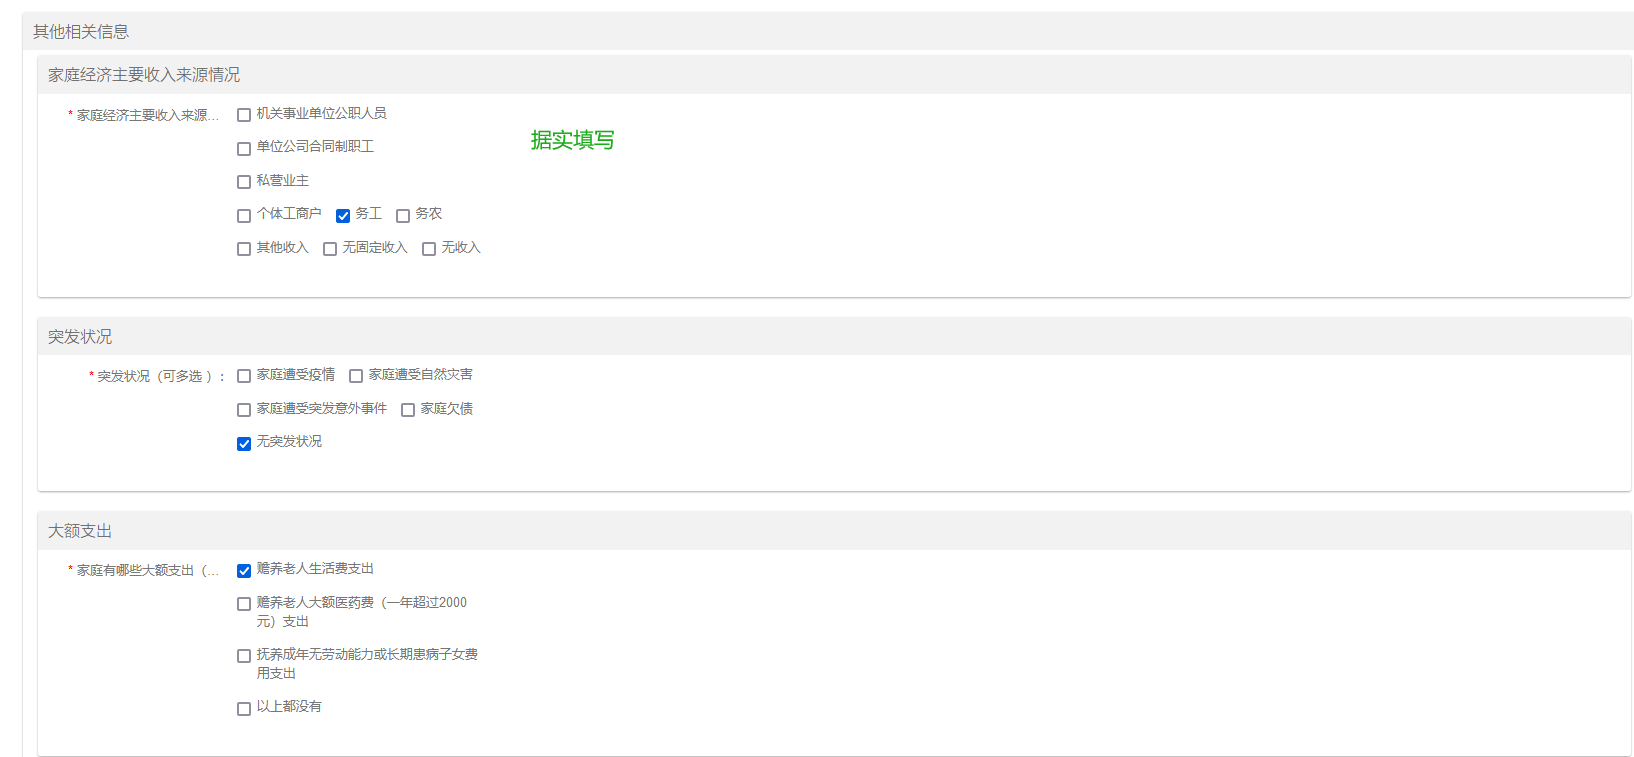 其他相关信息
家庭经济主要收入来源情况
* 家庭经济主要收入来源...
机关事业单位公职人员
据实填写
单位公司合同制职工
私营业主
个体工商户 务工 务农
其他收入 无固定收入 无收入
突发状况
* 突发状况（可多选 ）:
家庭遭受疫情 家庭遭受自然灾害
家庭遭受突发意外事件 家庭欠债
无突发状况
大额支出
* 家庭有哪些大额支出（...
赡养老人生活费支出
赡养老人大额医药费（一年超过2000
元）支出
抚养成年无劳动能力或长期患病子女费
用支出
以上都没有